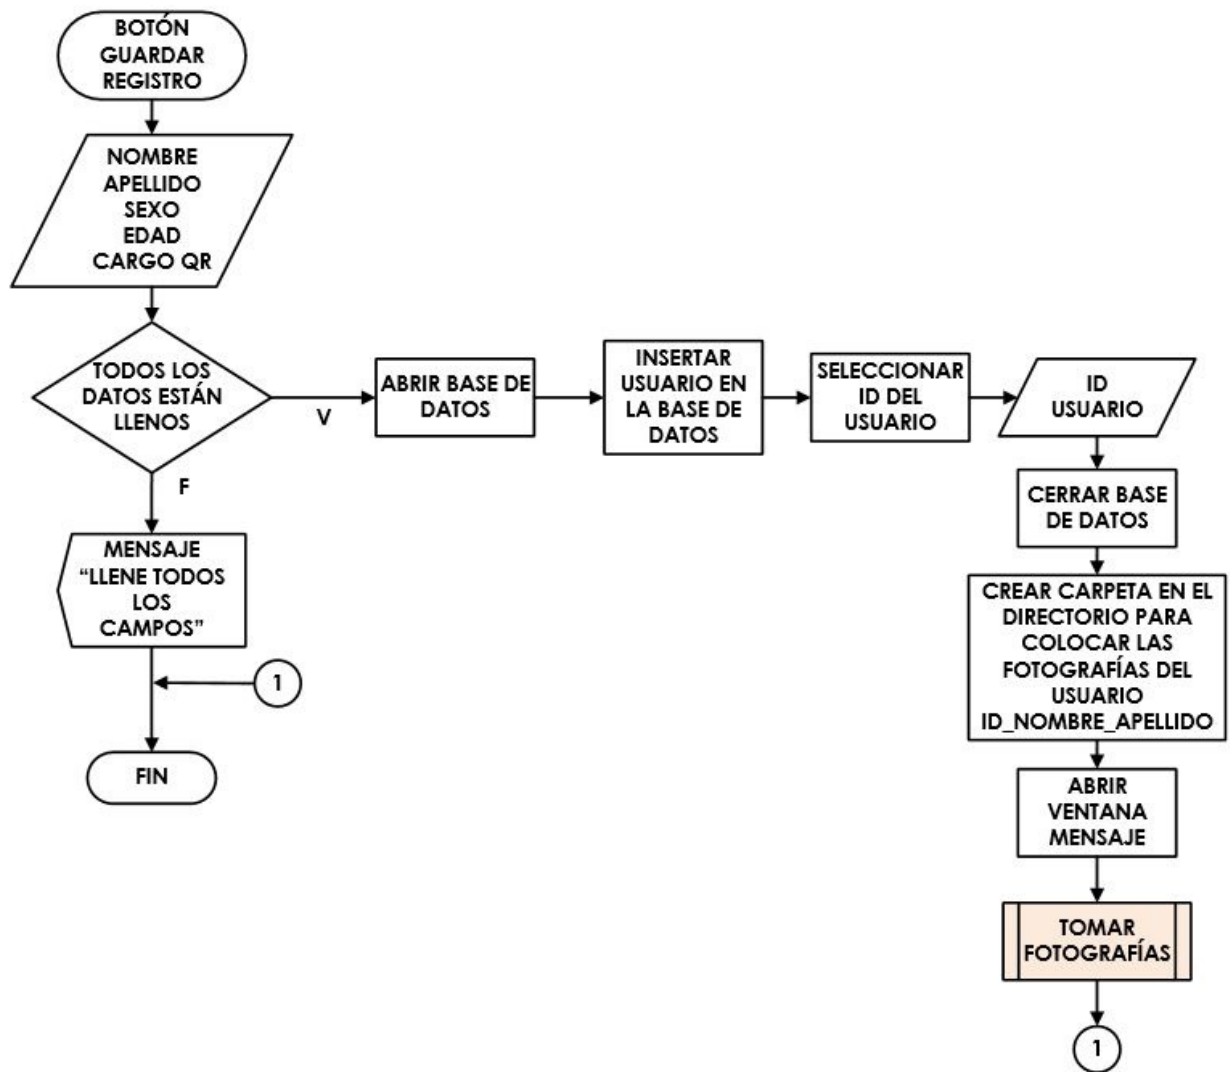 BOTÓN
GUARDAR
REGISTRO
NOMBRE
APELLIDO
SEXO
EDAD
CARGO QR
TODOS LOS
DATOS ESTÁN
LLENOS
V
F
MENSAJE
“LLENE TODOS
LOS
CAMPOS”
1
FIN
ABRIR BASE DE
DATOS
INSERTAR
USUARIO EN
LA BASE DE
DATOS
SELECCIONAR
ID DEL
USUARIO
ID
USUARIO
CERRAR BASE
DE DATOS
CREAR CARPETA EN EL
DIRECTORIO PARA
COLOCAR LAS
FOTOGRAFÍAS DEL
USUARIO
ID_NOMBRE_APELLIDO
ABRIR
VENTANA
MENSAJE
TOMAR
FOTOGRAFÍAS
1